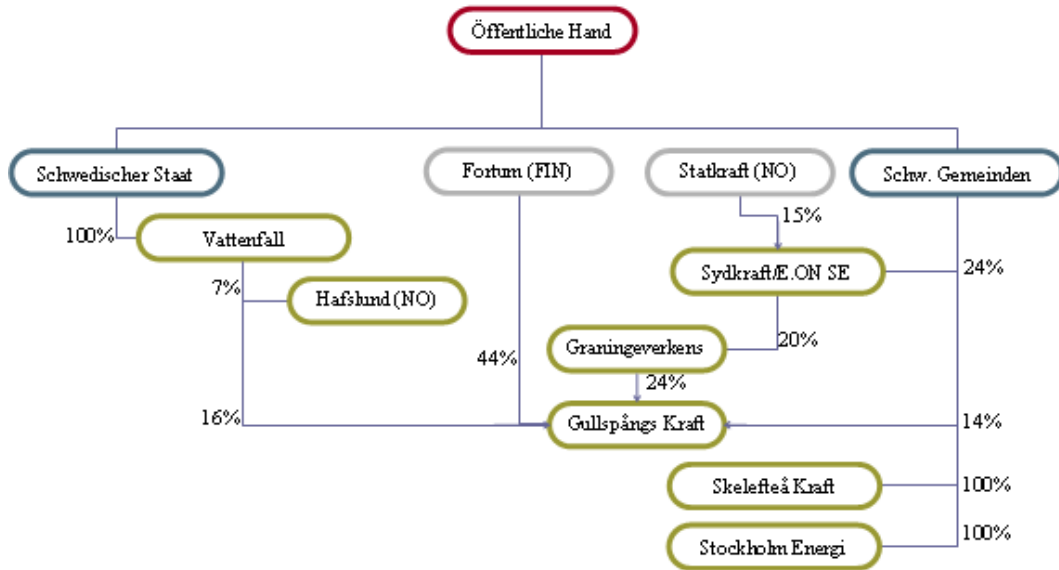 Öffentliche Hand
Schwedischer Staat
Fortum (FIN)
Statkraft (NO)
Schw. Gemeinden
15%
100%
Vattenfall
Sydkraft/E.ON SE
24%
7%
Hafslund (NO)
20%
Graningeverkens
44%
24%
16%
Gullspångs Kraft
14%
Skelefteå Kraft
100%
100%
Stockholm Energi